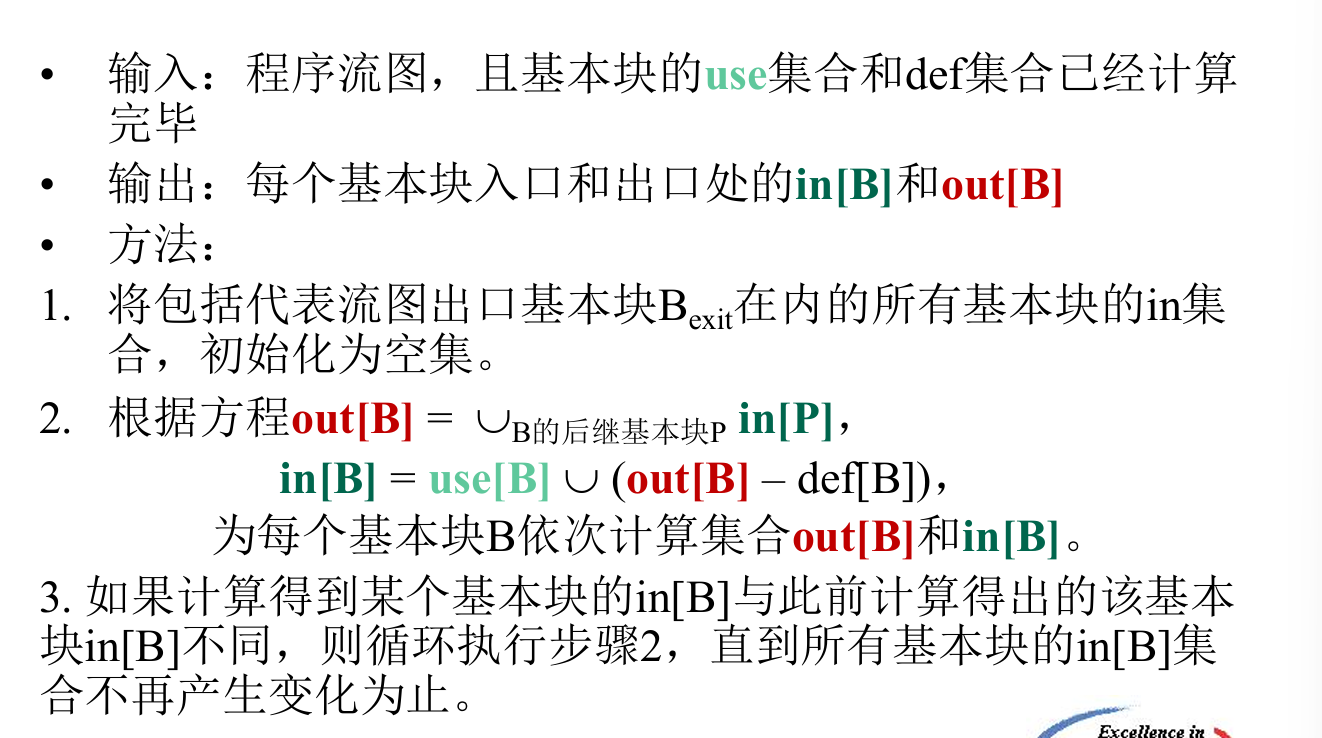 • 输入：程序流图，且基本块的use集合和def集合已经计算
完毕
• 输出：每个基本块入口和出口处的in[B]和out[B]
• 方法：
1. 将包括代表流图出口基本块Bexit在内的所有基本块的in集
合，初始化为空集。
2. 根据方程out[B] = ∪B的后继基本块P in[P]，
in[B] = use[B] ∪ (out[B] – def[B])，
为每个基本块B依次计算集合out[B]和in[B]。
3. 如果计算得到某个基本块的in[B]与此前计算得出的该基本
块in[B]不同，则循环执行步骤2，直到所有基本块的in[B]集
合不再产生变化为止。
Excellence in